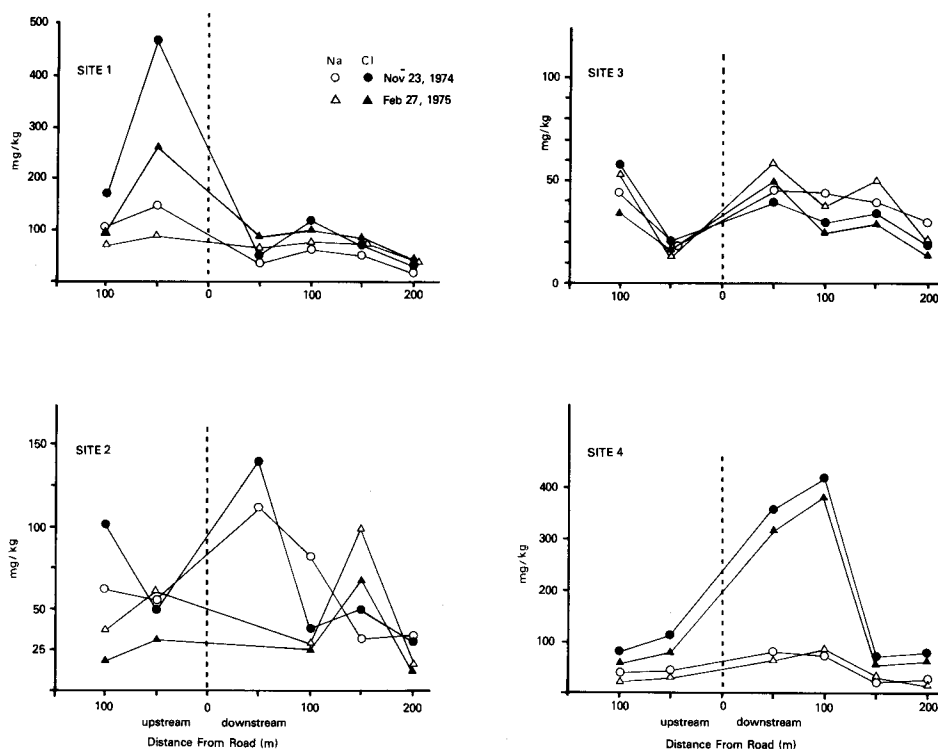 SITE 1
mg/kg
500
400
300
200
100
100
0
100
200
Na Cl
Nov 23, 1974
Feb 27, 1975
SITE 3
mg/kg
100
50
0
100
0
100
200
SITE 2
mg/kg
150
100
50
25
100
0
100
200
upstream downstream
Distance From Road (m)
SITE 4
mg/kg
400
300
200
100
100
0
100
200
upstream downstream
Distance From Road (m)